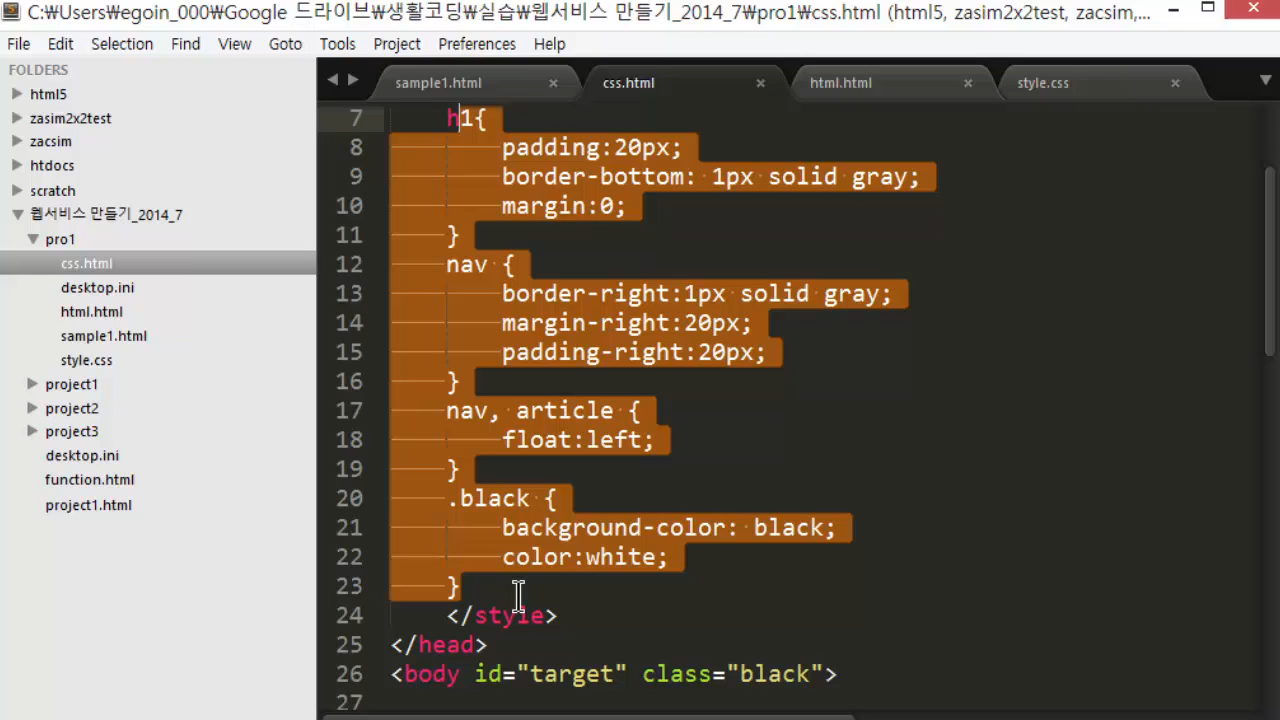 C:￦Users￦egoin_000￦Google 드라이브￦생활코딩￦실습￦웹서비스 만들기_2014_7￦pro1￦css.html (html5, zasim2x2test, zacsim,...
File Edit Selection Find View Goto Tools Project Preferences Help
FOLDERS
html5
zasim2x2test
zacsim
htdocs
scratch
웹서비스 만들기_2014_7
pro1
css.html
desktop.ini
html.html
sample1.html
style.css
project1
project2
project3
desktop.ini
function.html
project1.html
sample1.html × css.html × html.html × style.css ×
7 h1{
8 padding:20px;
9 border-bottom: 1px solid gray;
10 margin:0;
11 }
12 nav {
13 border-right:1px solid gray;
14 margin-right:20px;
15 padding-right:20px;
16 }
17 nav, article {
18 float:left;
19 }
20 .black {
21 background-color: black;
22 color:white;
23 }
24 </style>
25 </head>
26 <body id="target" class="black">
27